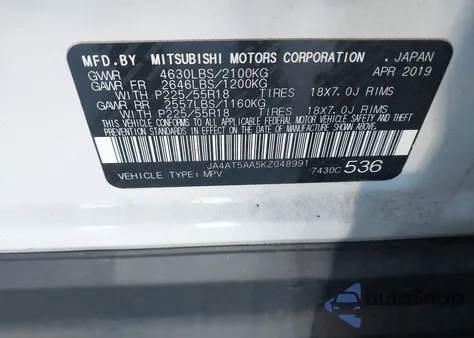 MFD.BY MITSUBISHI MOTORS CORPORATION . JAPAN
GVWR 4630LBS/2100KG APR 2019
GAWR FR 2646LBS/1200KG
WITH P225/55R18 TIRES 18X7.0J RIMS
GAWR RR 2557LBS/1160KG
WITH P225/55R18 TIRES 18X7.0J RIMS
THIS VEHICLE CONFORMS TO ALL APPLICABLE FEDERAL MOTOR VEHICLE SAFETY, BUMPER, AND THEFT
PREVENTION STANDARDS IN EFFECT ON THE DATE OF MANUFACTURE SHOWN ABOVE.
JA4AT5AA5KZ048991
7430C 536
VEHICLE TYPE: MPV
autoSnap